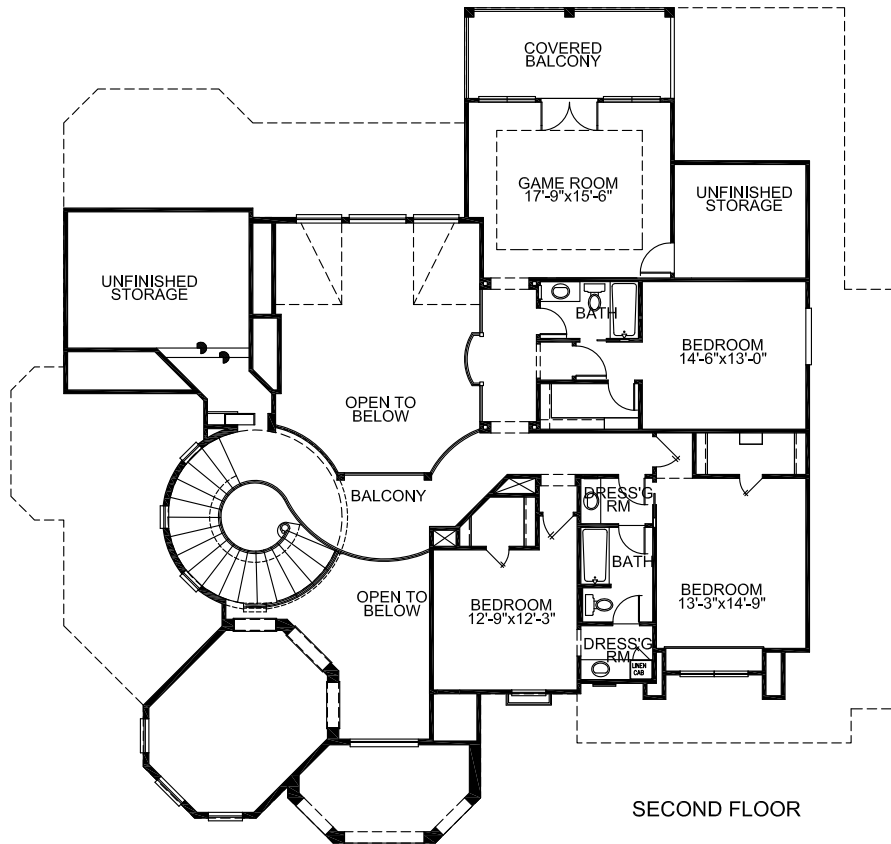 COVERED
BALCONY
GAME ROOM
17'-9"x15'-6"
UNFINISHED
STORAGE
UNFINISHED
STORAGE
BATH
BEDROOM
14'-6"x13'-0"
OPEN TO
BELOW
BALCONY
DRESS'G
RM
BATH
OPEN TO
BELOW
BEDROOM
12'-9"x12'-3"
BEDROOM
13'-3"x14'-9"
DRESS'G
RM
LINEN
CAB
SECOND FLOOR